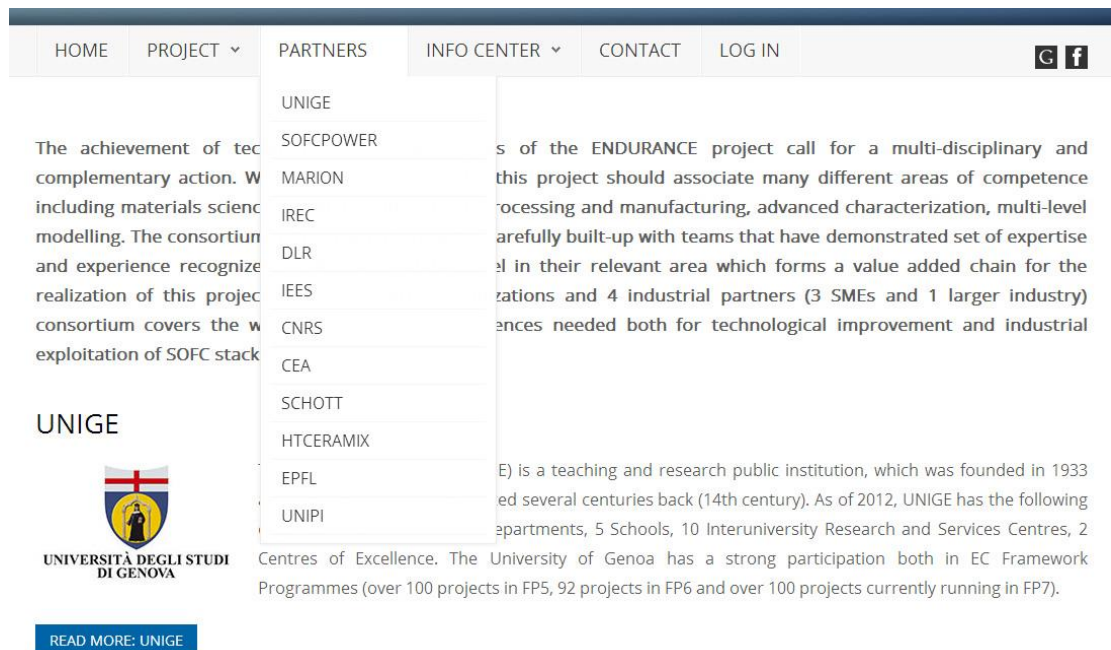 HOME PROJECT PARTNERS INFO CENTER CONTACT LOG IN G f
UNIGE
SOFCPOWER
MARION
IREC
DLR
IEES
CNRS
CEA
SCHOTT
HTCERAMIX
EPFL
UNIPI
The achievement of tec s of the ENDURANCE project call for a multi-disciplinary and
complementary action. W this project should associate many different areas of competence
including materials scienc ocessing and manufacturing, advanced characterization, multi-level
modelling. The consortium arefully built-up with teams that have demonstrated set of expertise
and experience recognize el in their relevant area which forms a value added chain for the
realization of this projec zations and 4 industrial partners (3 SMEs and 1 larger industry)
consortium covers the w ences needed both for technological improvement and industrial
exploitation of SOFC stack
UNIGE
UNIVERSITÀ DEGLI STUDI
DI GENOVA
E) is a teaching and research public institution, which was founded in 1933
ed several centuries back (14th century). As of 2012, UNIGE has the following
epartments, 5 Schools, 10 Interuniversity Research and Services Centres, 2
Centres of Excellence. The University of Genoa has a strong participation both in EC Framework
Programmes (over 100 projects in FP5, 92 projects in FP6 and over 100 projects currently running in FP7).
READ MORE: UNIGE